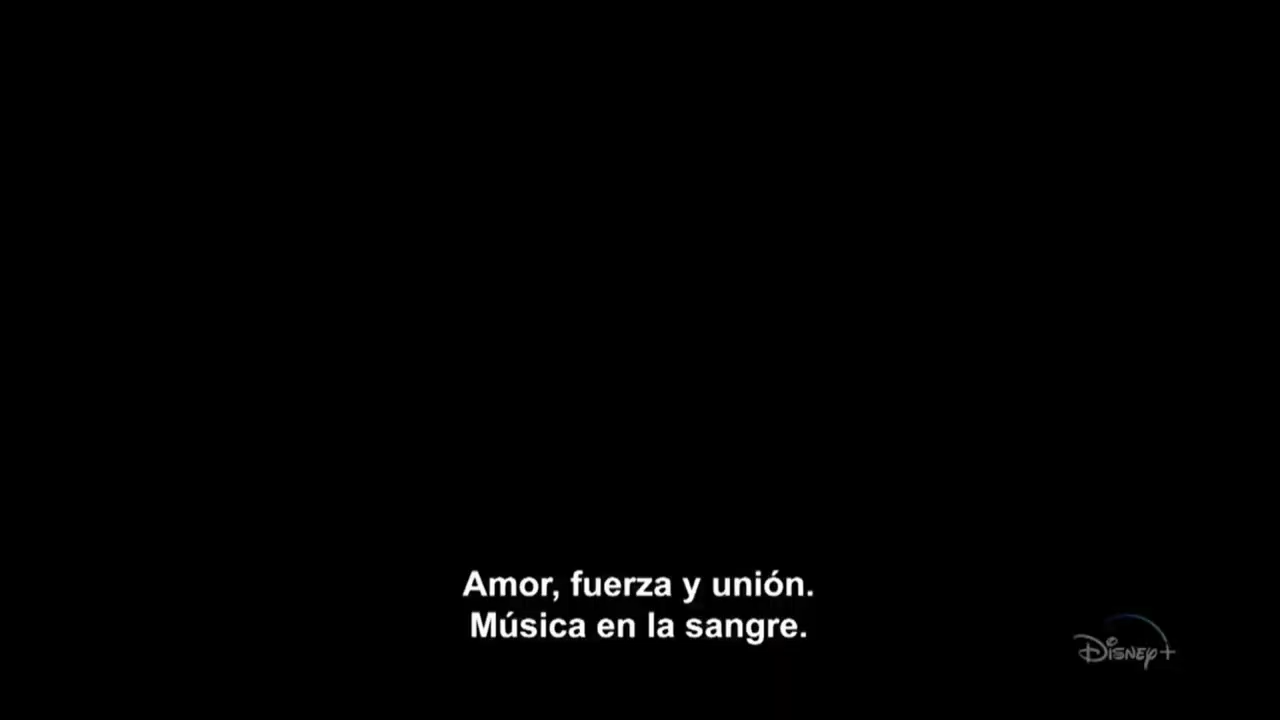 Amor, fuerza y unión.
Música en la sangre.
Disney+